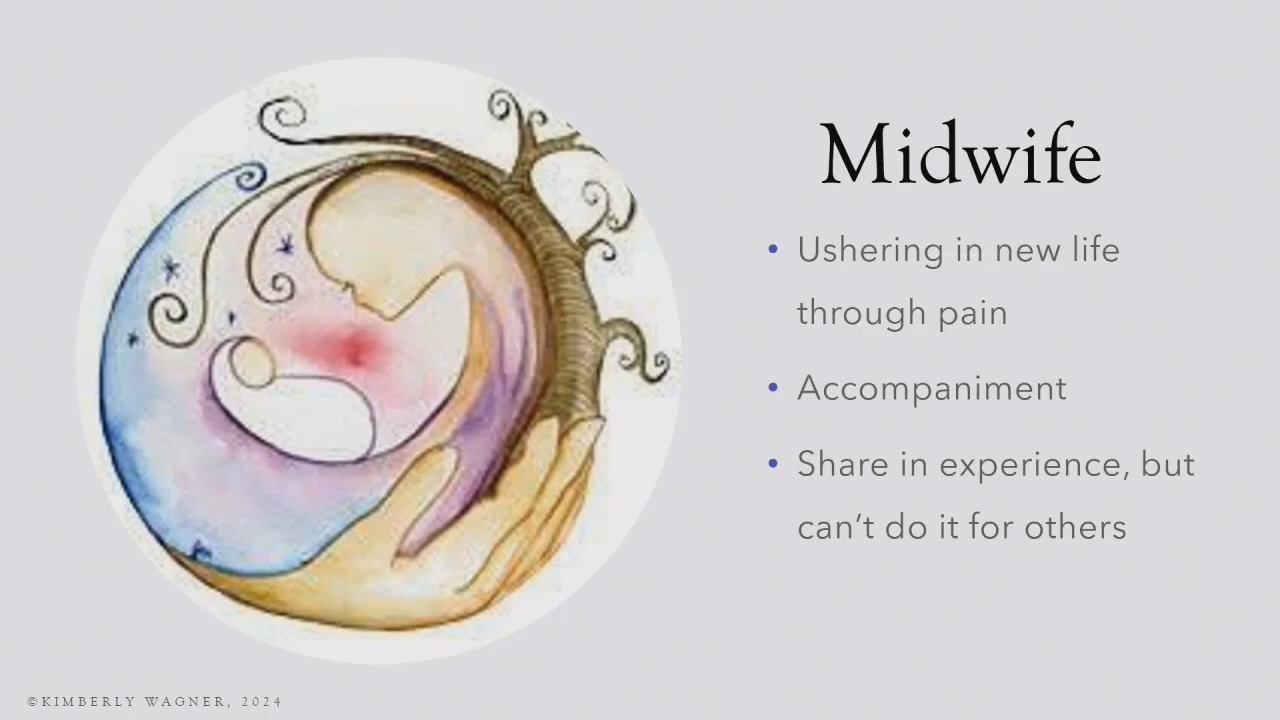 Midwife
• Ushering in new life
through pain
• Accompaniment
• Share in experience, but
can’t do it for others
©KIMBERLY WAGNER, 2024